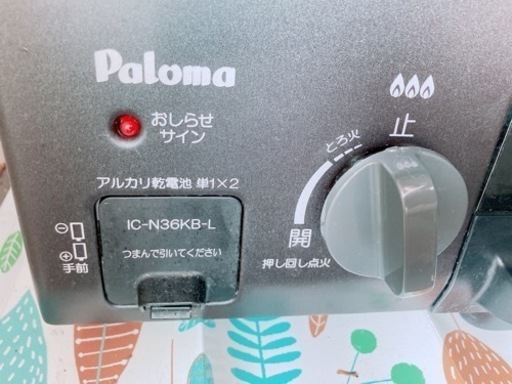 Paloma
おしらせ
サイン
止
とろ火
アルカリ乾電池 単1×2
IC-N36KB-L
つまんで引いてください
⊖
⊕
手前
開
押し回し点火